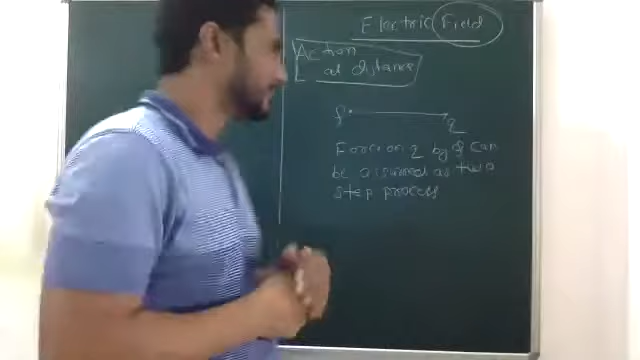 Electric Field
Action
at distance
q
Force on q by q can
be assumed as two
step process